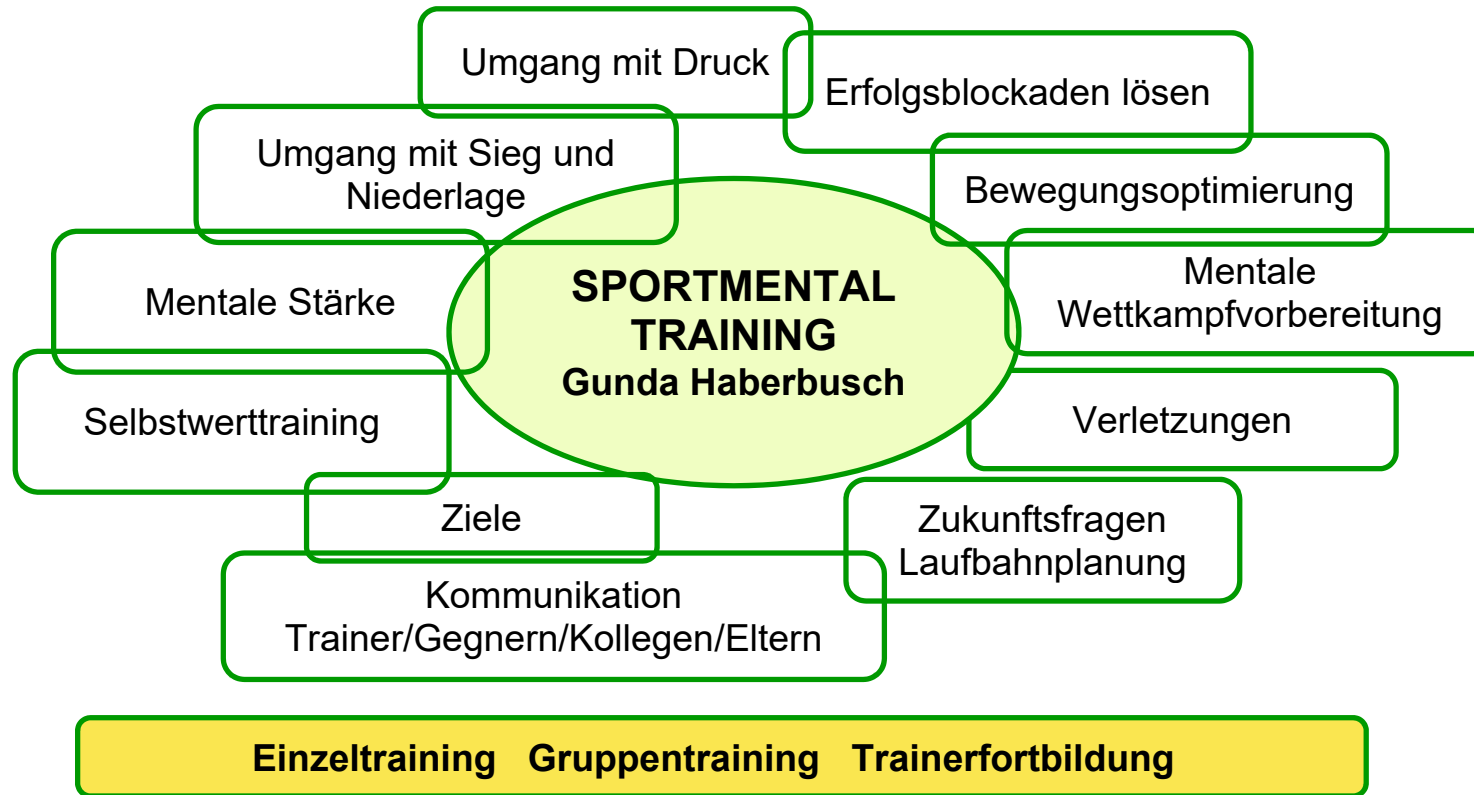 Umgang mit Druck
Erfolgsblockaden lösen
Umgang mit Sieg und
Niederlage
Bewegungsoptimierung
Mentale Stärke
SPORTMENTAL
TRAINING
Gunda Haberbusch
Mentale
Wettkampfvorbereitung
Selbstwerttraining
Verletzungen
Ziele
Zukunftsfragen
Laufbahnplanung
Kommunikation
Trainer/Gegnern/Kollegen/Eltern
Einzeltraining Gruppentraining Trainerfortbildung